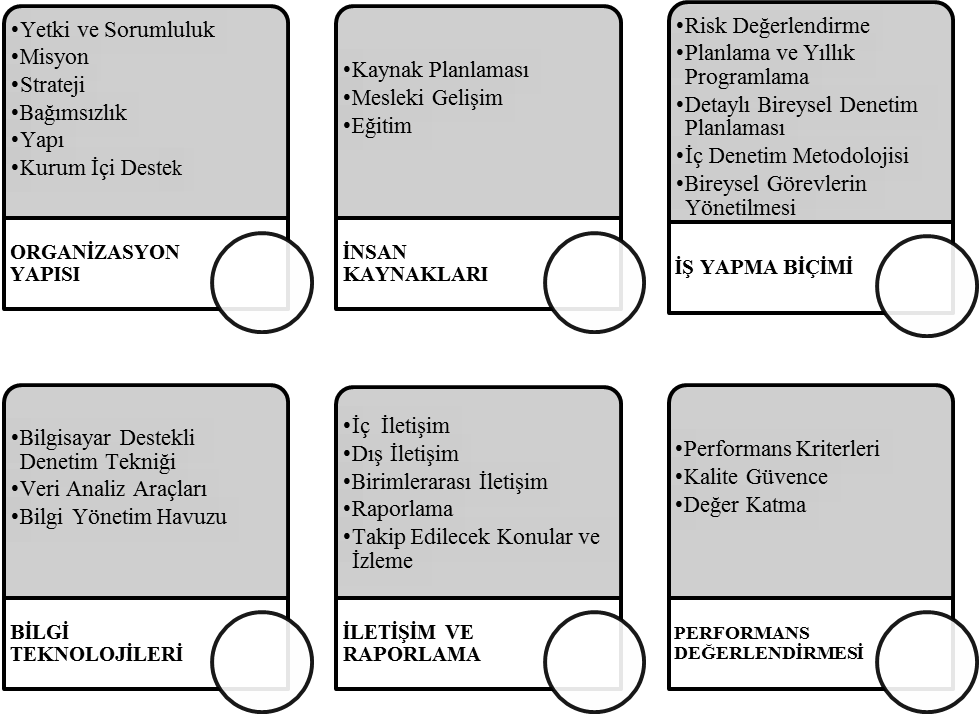 •Yetki ve Sorumluluk
•Misyon
•Strateji
•Bağımsızlık
•Yapı
•Kurum İçi Destek
ORGANİZASYON
YAPISI
•Kaynak Planlaması
•Mesleki Gelişim
•Eğitim
İNSAN
KAYNAKLARI
•Risk Değerlendirme
•Planlama ve Yıllık
Programlama
•Detaylı Bireysel Denetim
Planlaması
•İç Denetim Metodolojisi
•Bireysel Görevlerin
Yönetilmesi
İŞ YAPMA BİÇİMİ
•Bilgisayar Destekli
Denetim Tekniği
•Veri Analiz Araçları
•Bilgi Yönetim Havuzu
BİLGİ
TEKNOLOJİLERİ
•İç İletişim
•Dış İletişim
•Birimlerarası İletişim
•Raporlama
•Takip Edilecek Konular ve
İzleme
İLETİŞİM VE
RAPORLAMA
•Performans Kriterleri
•Kalite Güvence
•Değer Katma
PERFORMANS
DEĞERLENDİRMESİ